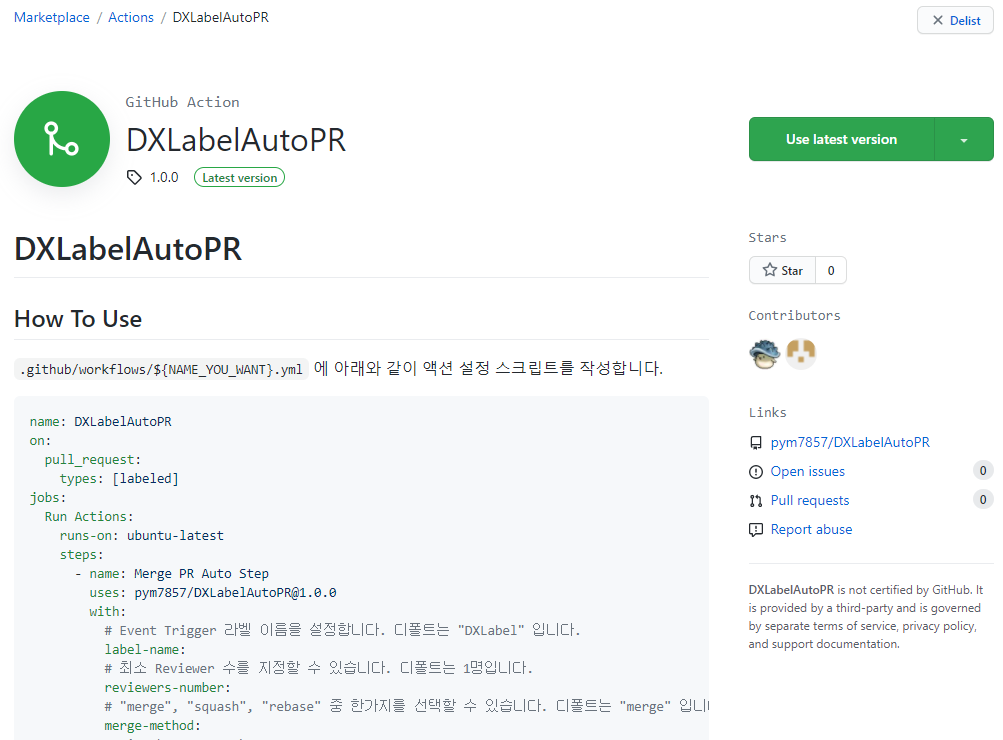 Marketplace / Actions / DXLabelAutoPR
Delist
GitHub Action
DXLabelAutoPR
1.0.0 Latest version
Use latest version
DXLabelAutoPR
How To Use
.github/workflows/${NAME_YOU_WANT}.yml 에 아래와 같이 액션 설정 스크립트를 작성합니다.
name: DXLabelAutoPR
on:
pull_request:
types: [labeled]
jobs:
Run Actions:
runs-on: ubuntu-latest
steps:
- name: Merge PR Auto Step
uses: pym7857/DXLabelAutoPR@1.0.0
with:
# Event Trigger 라벨 이름을 설정합니다. 디폴트는 "DXLabel" 입니다.
label-name:
# 최소 Reviewer 수를 지정할 수 있습니다. 디폴트는 1명입니다.
reviewers-number:
# "merge", "squash", "rebase" 중 한가지를 선택할 수 있습니다. 디폴트는 "merge"
merge-method:
Stars
Star 0
Contributors
Links
pym7857/DXLabelAutoPR
Open issues 0
Pull requests 0
Report abuse
DXLabelAutoPR is not certified by GitHub. It
is provided by a third-party and is governed
by separate terms of service, privacy policy,
and support documentation.